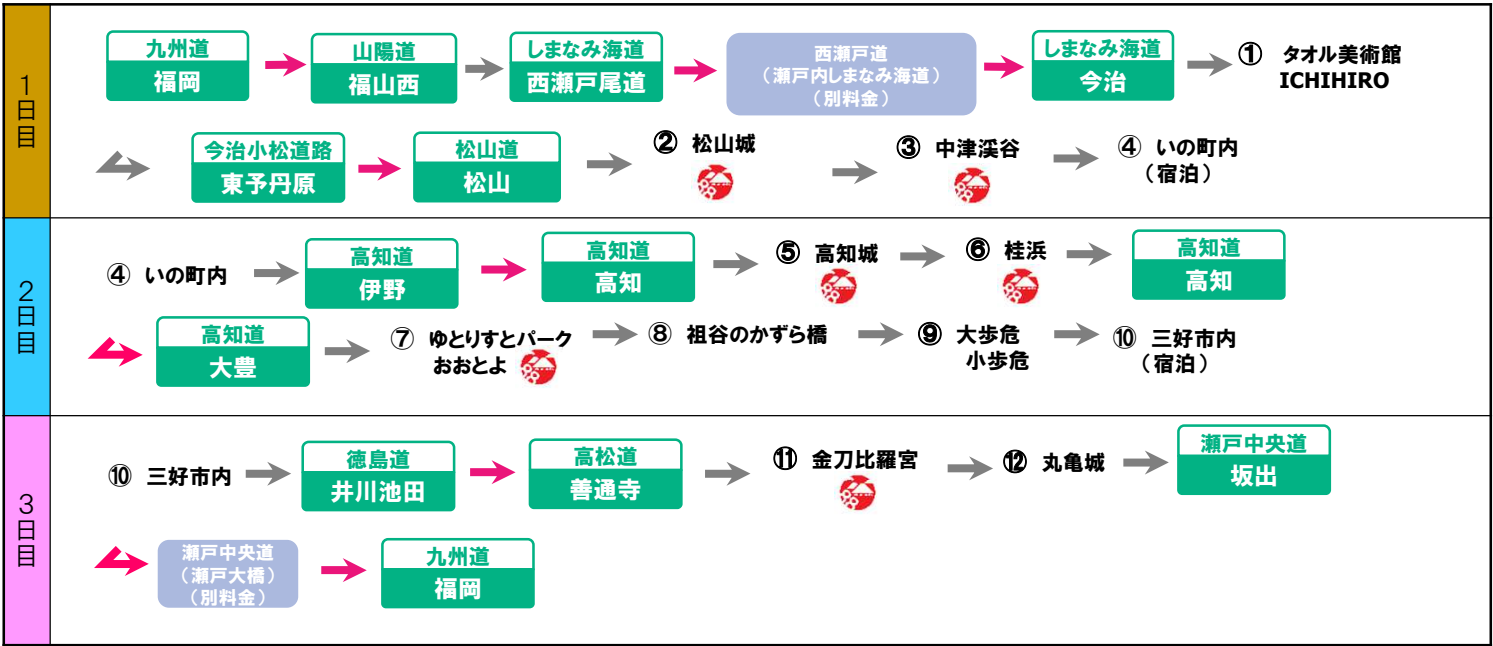 1日目
九州道
福岡
山陽道
福山西
しまなみ海道
西瀬戸尾道
西瀬戸道
（瀬戸内しまなみ海道）
（別料金）
しまなみ海道
今治
① タオル美術館
ICHIHIRO
今治小松道路
東予丹原
松山道
松山
② 松山城
③ 中津渓谷
④ いの町内
（宿泊）
2日目
④ いの町内
高知道
伊野
高知道
高知
⑤ 高知城
⑥ 桂浜
高知道
高知
高知道
大豊
⑦ ゆとりすとパーク
おおとよ
⑧ 祖谷のかずら橋
⑨ 大歩危
小歩危
⑩ 三好市内
（宿泊）
3日目
⑩ 三好市内
徳島道
井川池田
高松道
善通寺
⑪ 金刀比羅宮
⑫ 丸亀城
瀬戸中央道
坂出
瀬戸中央道
（瀬戸大橋）
（別料金）
九州道
福岡